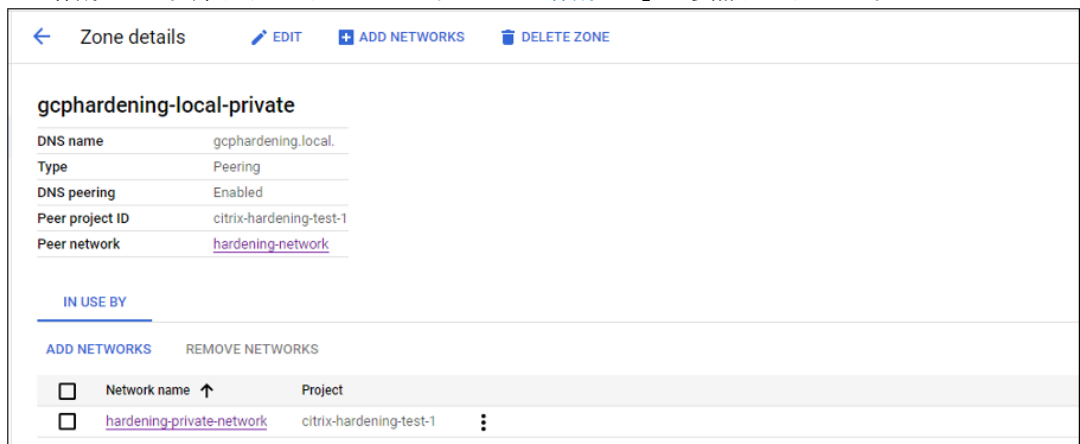 Zone details EDIT ADD NETWORKS DELETE ZONE
gcphardening-local-private
DNS name gcphardening.local.
Type Peering
DNS peering Enabled
Peer project ID citrix-hardening-test-1
Peer network hardening-network
IN USE BY
ADD NETWORKS REMOVE NETWORKS
Network name Project
hardening-private-network citrix-hardening-test-1